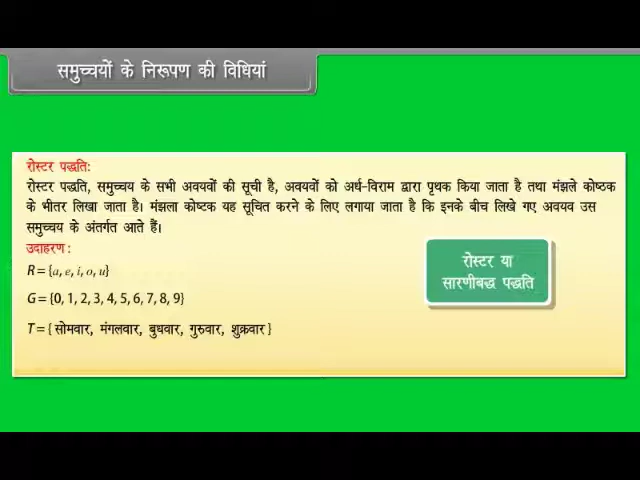 समुच्चयों के निरूपण की विधियां
रोस्टर पद्धति:
रोस्टर पद्धति, समुच्चय के सभी अवयवों की सूची है, अवयवों को अर्ध-विराम द्वारा पृथक किया जाता है तथा मंझले कोष्ठक
के भीतर लिखा जाता है। मंझला कोष्टक यह सूचित करने के लिए लगाया जाता है कि इनके बीच लिखे गए अवयव उस
समुच्चय के अंतर्गत आते हैं।
उदाहरण :
R = {a, e, i, o, u}
G = {0, 1, 2, 3, 4, 5, 6, 7, 8, 9}
T = { सोमवार, मंगलवार, बुधवार, गुरुवार, शुक्रवार }
रोस्टर या
सारणीबद्ध पद्धति